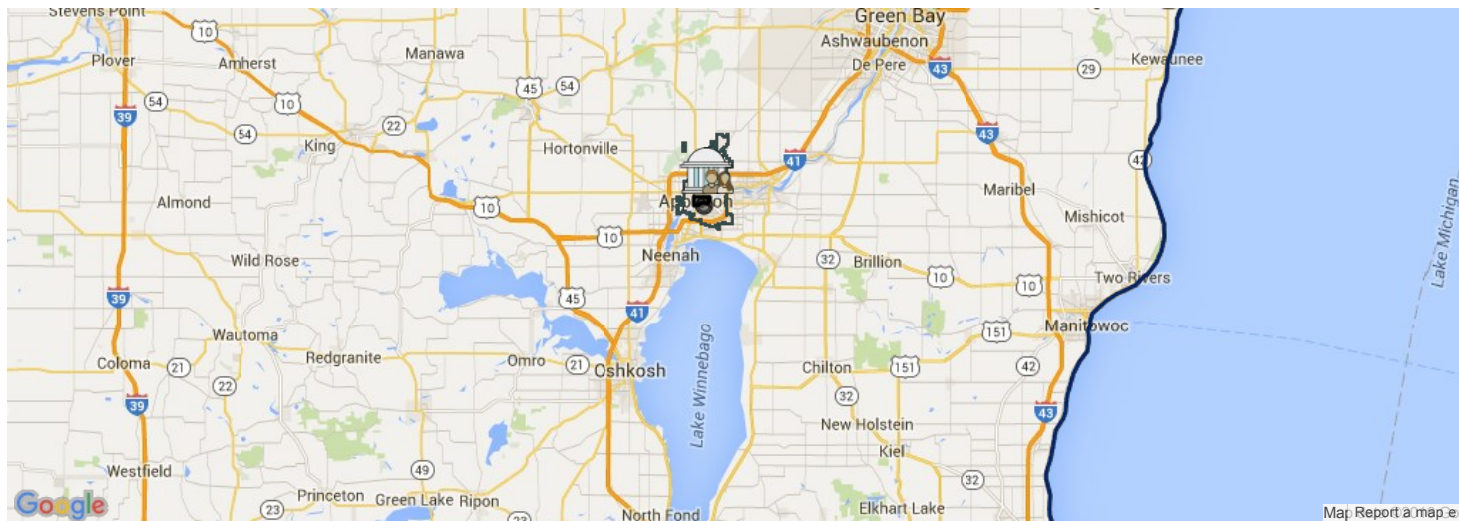 Stevens Point
Green Bay
10
Manawa
Ashwaubenon
Plover
Amherst
De Pere
43
29
Kewaunee
45
54
54
10
39
22
54
43
King
Hortonville
41
42
Maribel
Almond
10
Mishicot
10
Neenah
32
Brillion
Wild Rose
10
10
Two Rivers
Lake Michigan
39
45
41
Manitowoc
151
Wautoma
Redgranite
Omro
21
Coloma
21
Oshkosh
Chilton
151
42
22
Lake Winnebago
32
39
43
New Holstein
Kiel
Westfield
49
32
Princeton
Green Lake
Ripon
23
23
North Fond
Elkhart Lake
Google
Map
Report a map e